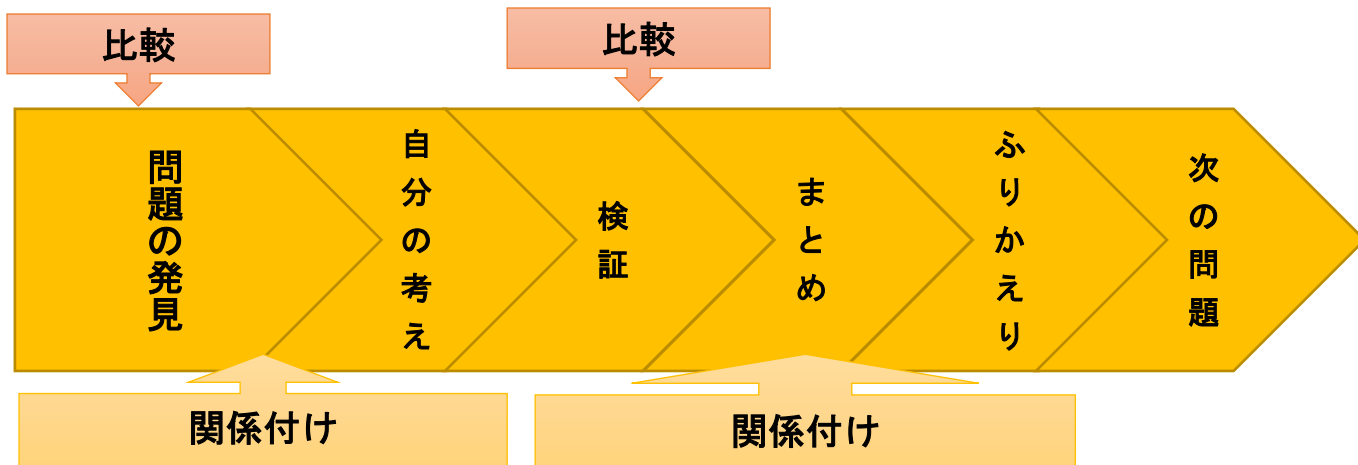 比較
比較
問題の発見
自分の考え
検証
まとめ
ふりかえり
次の問題
関係付け
関係付け